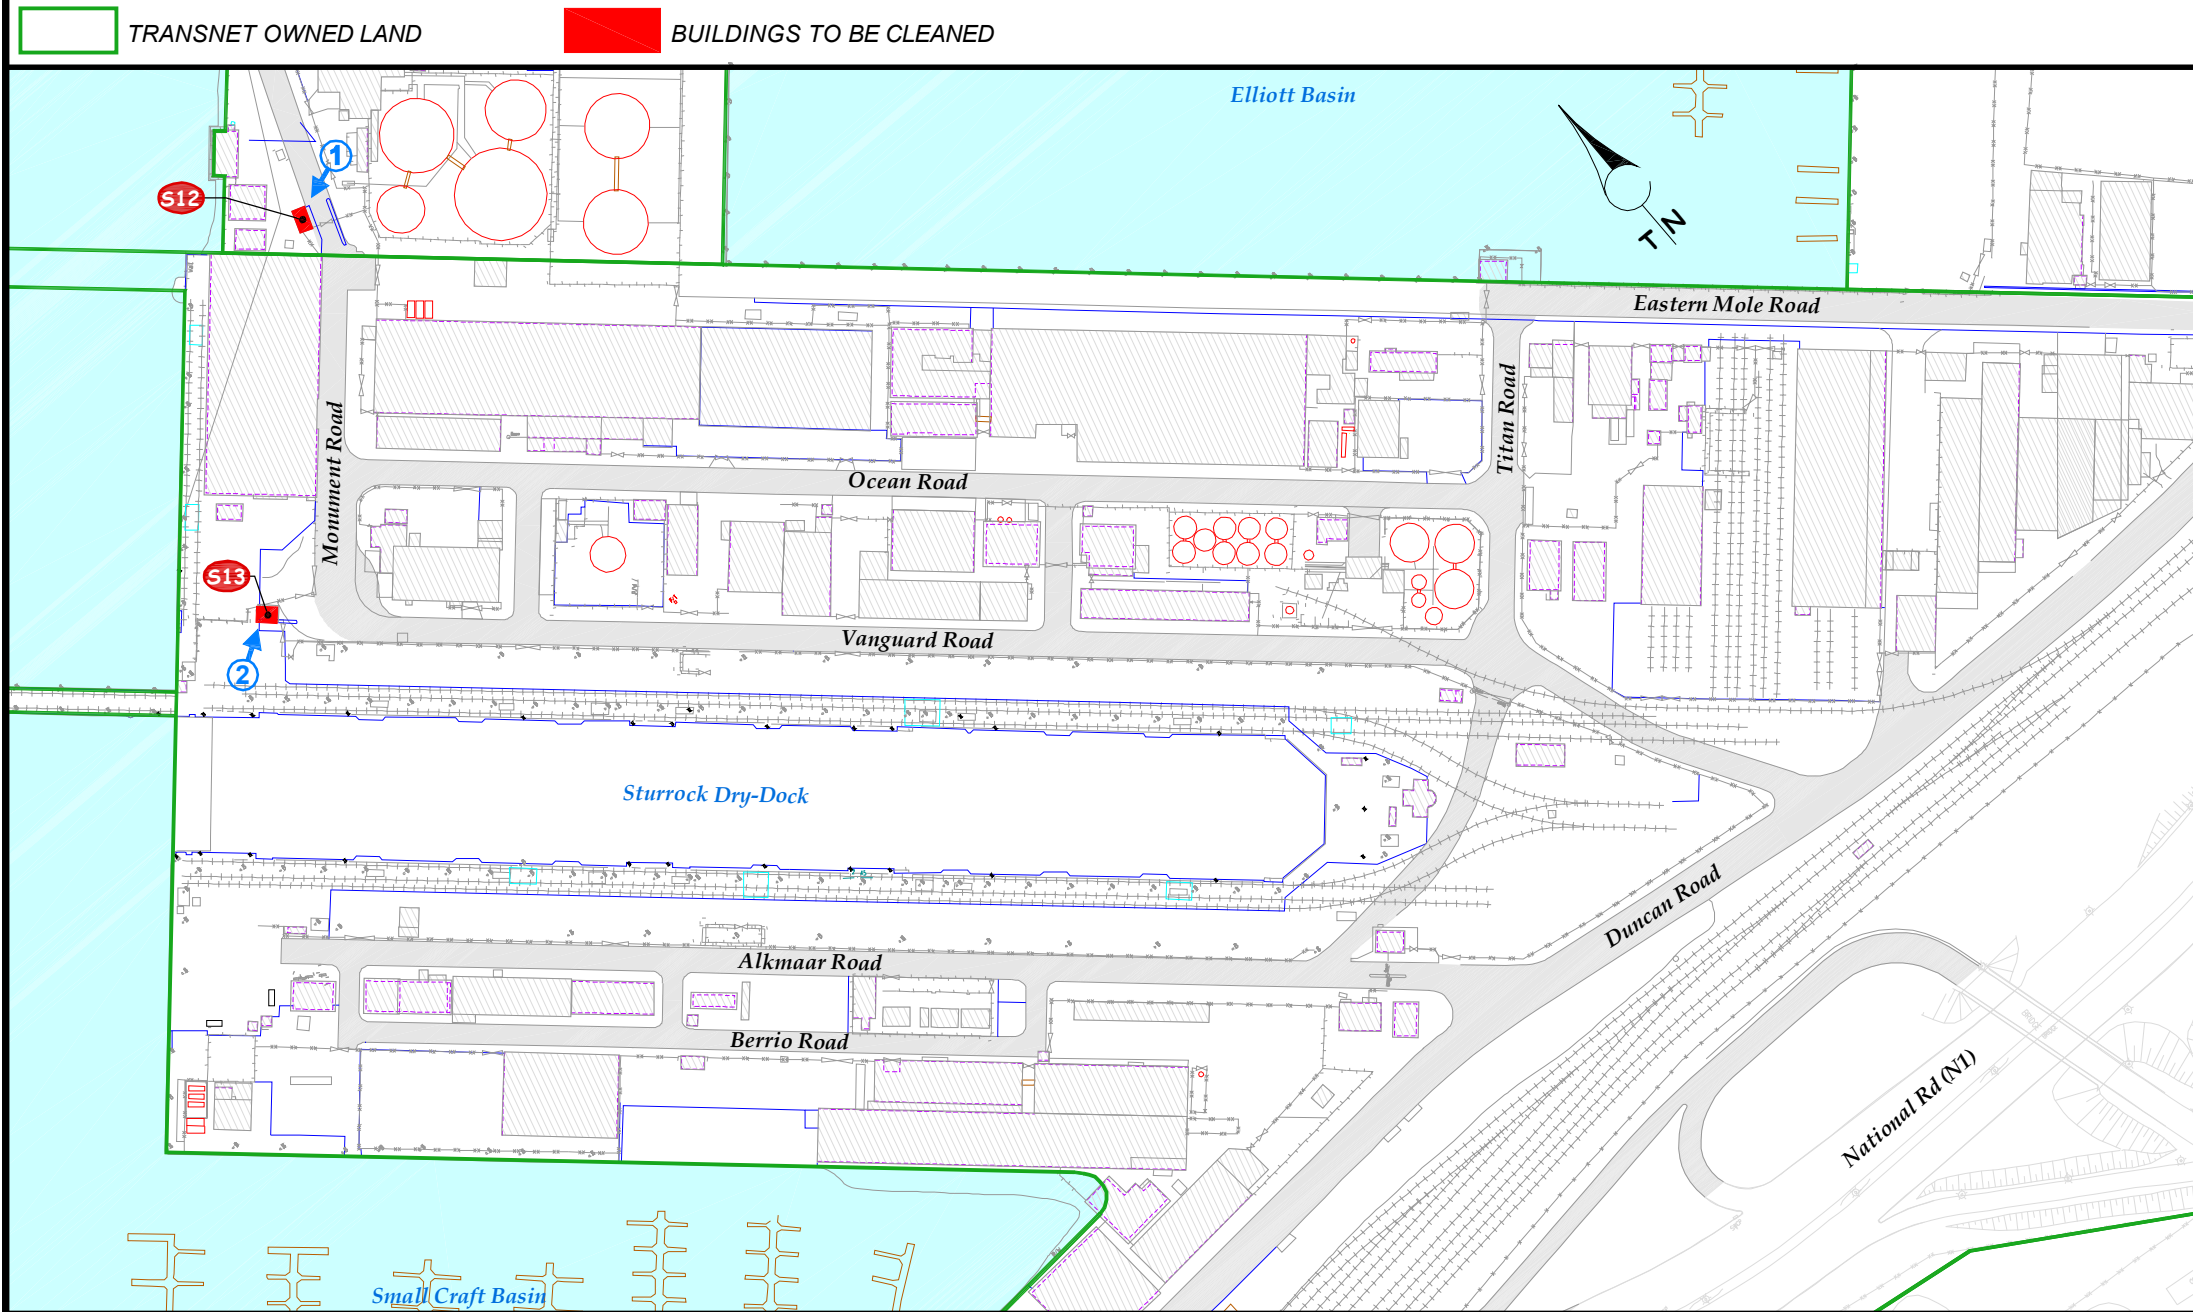 TRANSNET OWNED LAND
BUILDINGS TO BE CLEANED
Elliott Basin
1
S12
T N
Eastern Mole Road
Monument Road
Titan Road
Ocean Road
S13
Vanguard Road
2
Sturrock Dry-Dock
Duncan Road
Alkmaar Road
Berrio Road
National Rd (N1)
Small Craft Basin